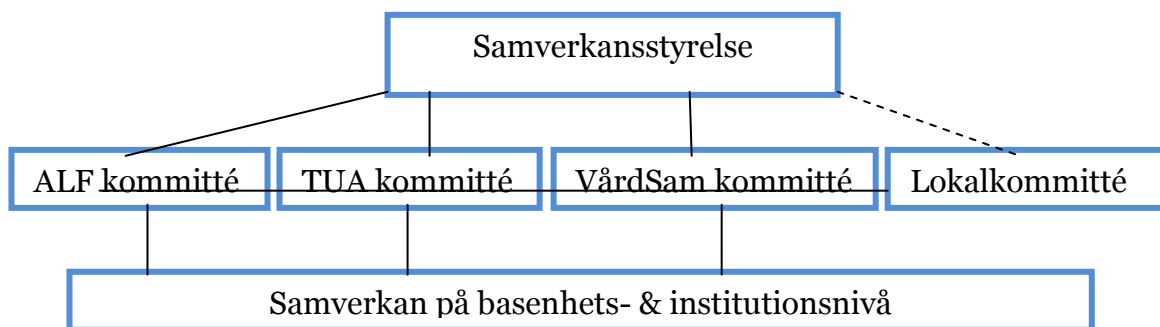 Samverkansstyrelse
ALF kommitté
TUA kommitté
VårdSam kommitté
Lokalkommitté
Samverkan på basenhets- & institutionsnivå